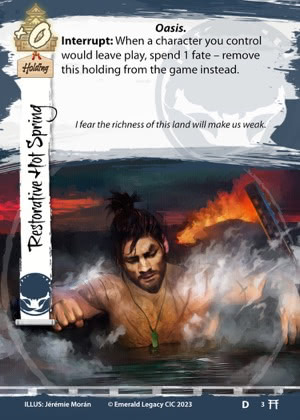 +0
Holding
Oasis.
Interrupt: When a character you control
would leave play, spend 1 fate – remove
this holding from the game instead.
I fear the richness of this land will make us weak.
Restorative Hot Spring
ILLUS: Jérémie Morán © Emerald Legacy CIC 2023 D 3